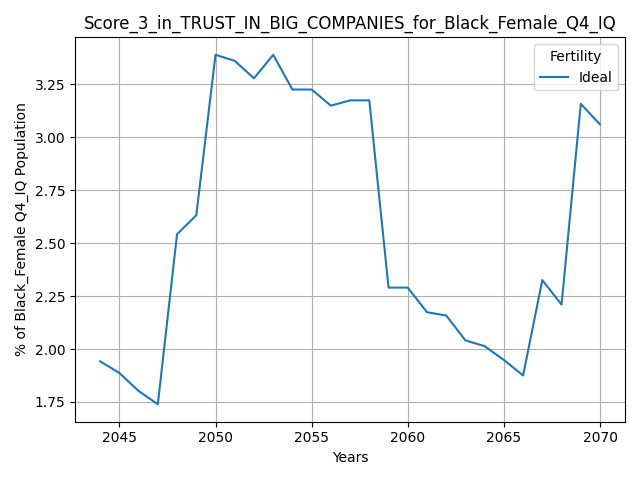 Score_3_in_TRUST_IN_BIG_COMPANIES_for_Black_Female_Q4_IQ
Fertility
Ideal
% of Black_Female Q4_IQ Population
3.25
3.00
2.75
2.50
2.25
2.00
1.75
2045 2050 2055 2060 2065 2070
Years